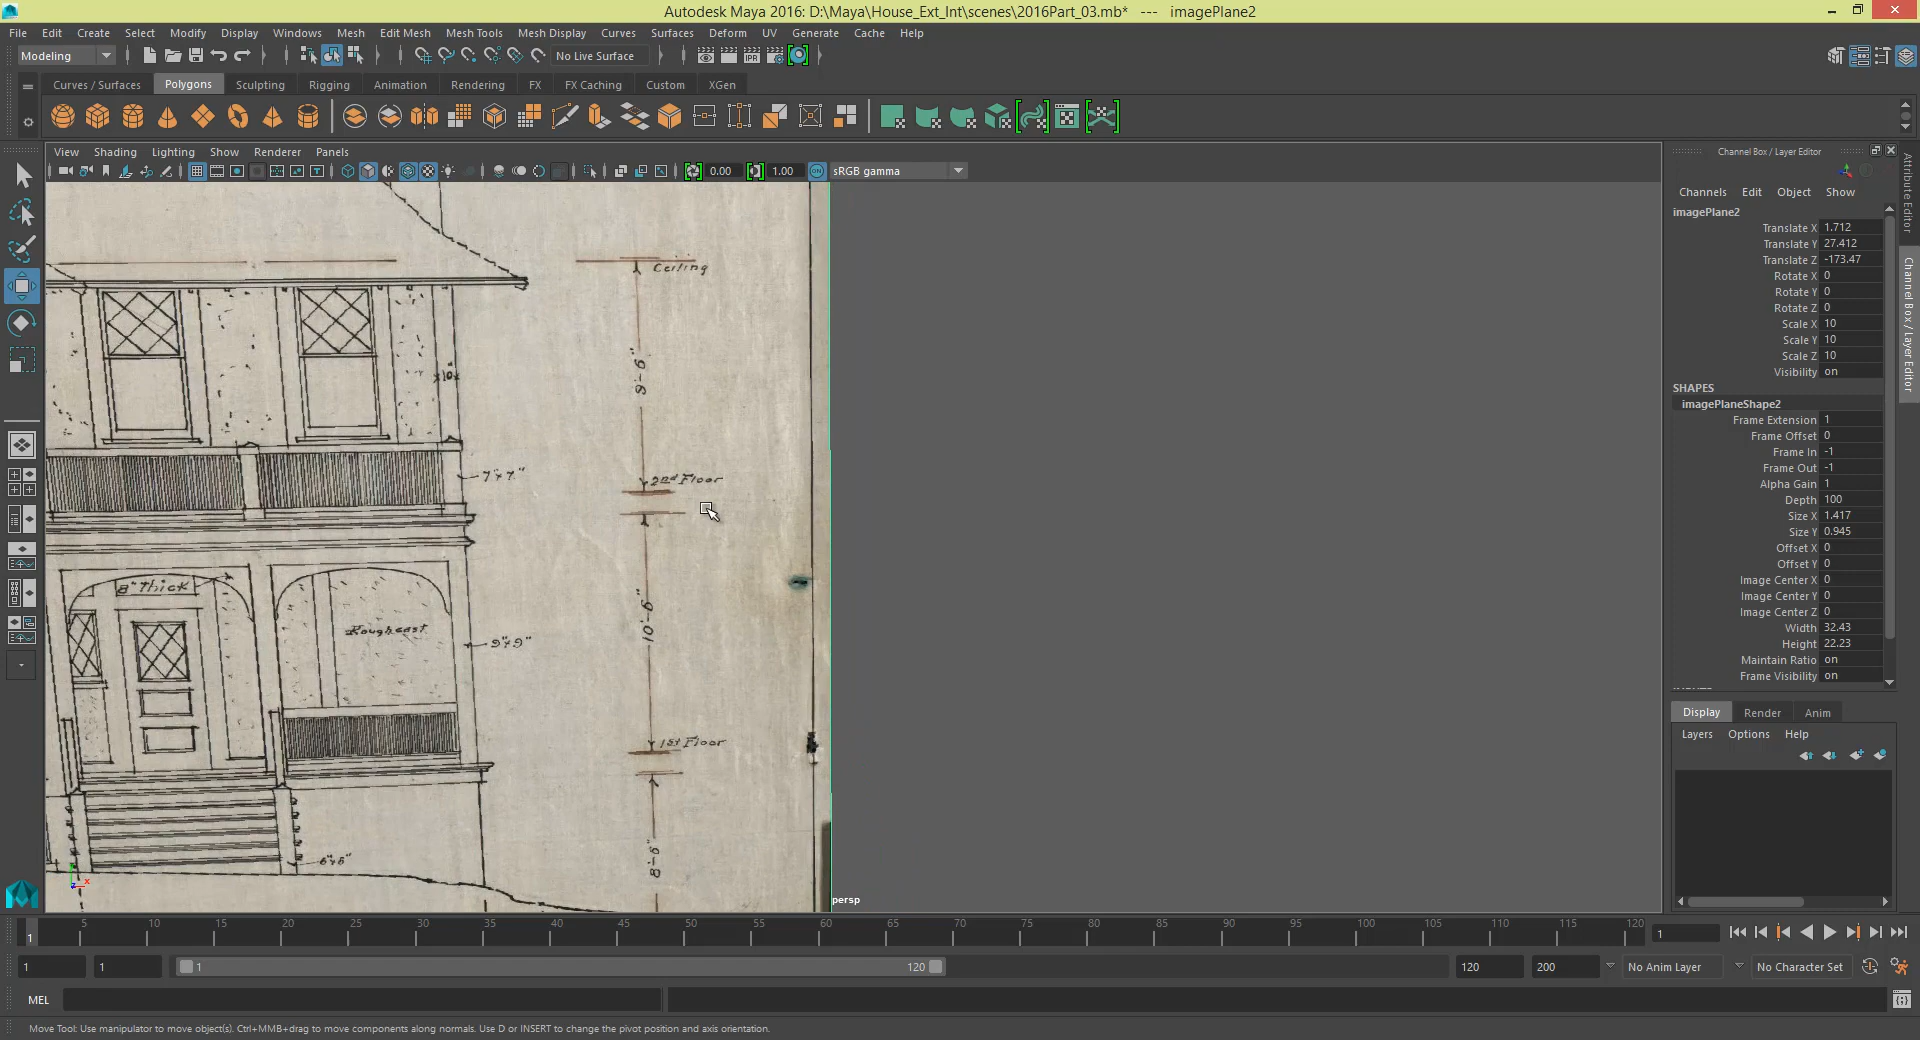 Autodesk Maya 2016: D:\Maya\House_Ext_Int\scenes\2016Part_03.mb* --- imagePlane2
File Edit Create Select Modify Display Windows Mesh Edit Mesh Mesh Tools Mesh Display Curves Surfaces Deform UV Generate Cache Help
Modeling No Live Surface IPR
Curves / Surfaces Polygons Sculpting Rigging Animation Rendering FX FX Caching Custom XGen
View Shading Lighting Show Renderer Panels
0.00 1.00 ON sRGB gamma
Ceiling
10
7"x7"
2nd Floor
8" Thick
10'-6"
Roughcast
9"x9"
1st Floor
6"x6"
8'-6"
persp
Channel Box / Layer Editor
Channels Edit Object Show
imagePlane2
Translate X 1.712
Translate Y 27.412
Translate Z -173.47
Rotate X 0
Rotate Y 0
Rotate Z 0
Scale X 10
Scale Y 10
Scale Z 10
Visibility on
SHAPES
imagePlaneShape2
Frame Extension 1
Frame Offset 0
Frame In -1
Frame Out -1
Alpha Gain 1
Depth 100
Size X 1.417
Size Y 0.945
Offset X 0
Offset Y 0
Image Center X 0
Image Center Y 0
Image Center Z 0
Width 32.43
Height 22.23
Maintain Ratio on
Frame Visibility on
Display Render Anim
Layers Options Help
Attribute Editor
Channel Box / Layer Editor
1 5 10 15 20 25 30 35 40 45 50 55 60 65 70 75 80 85 90 95 100 105 110 115 120 1
1 1 1 120 120 200 No Anim Layer No Character Set
MEL
Move Tool: Use manipulator to move object(s). Ctrl+MMB+drag to move components along normals. Use D or INSERT to change the pivot position and axis orientation.